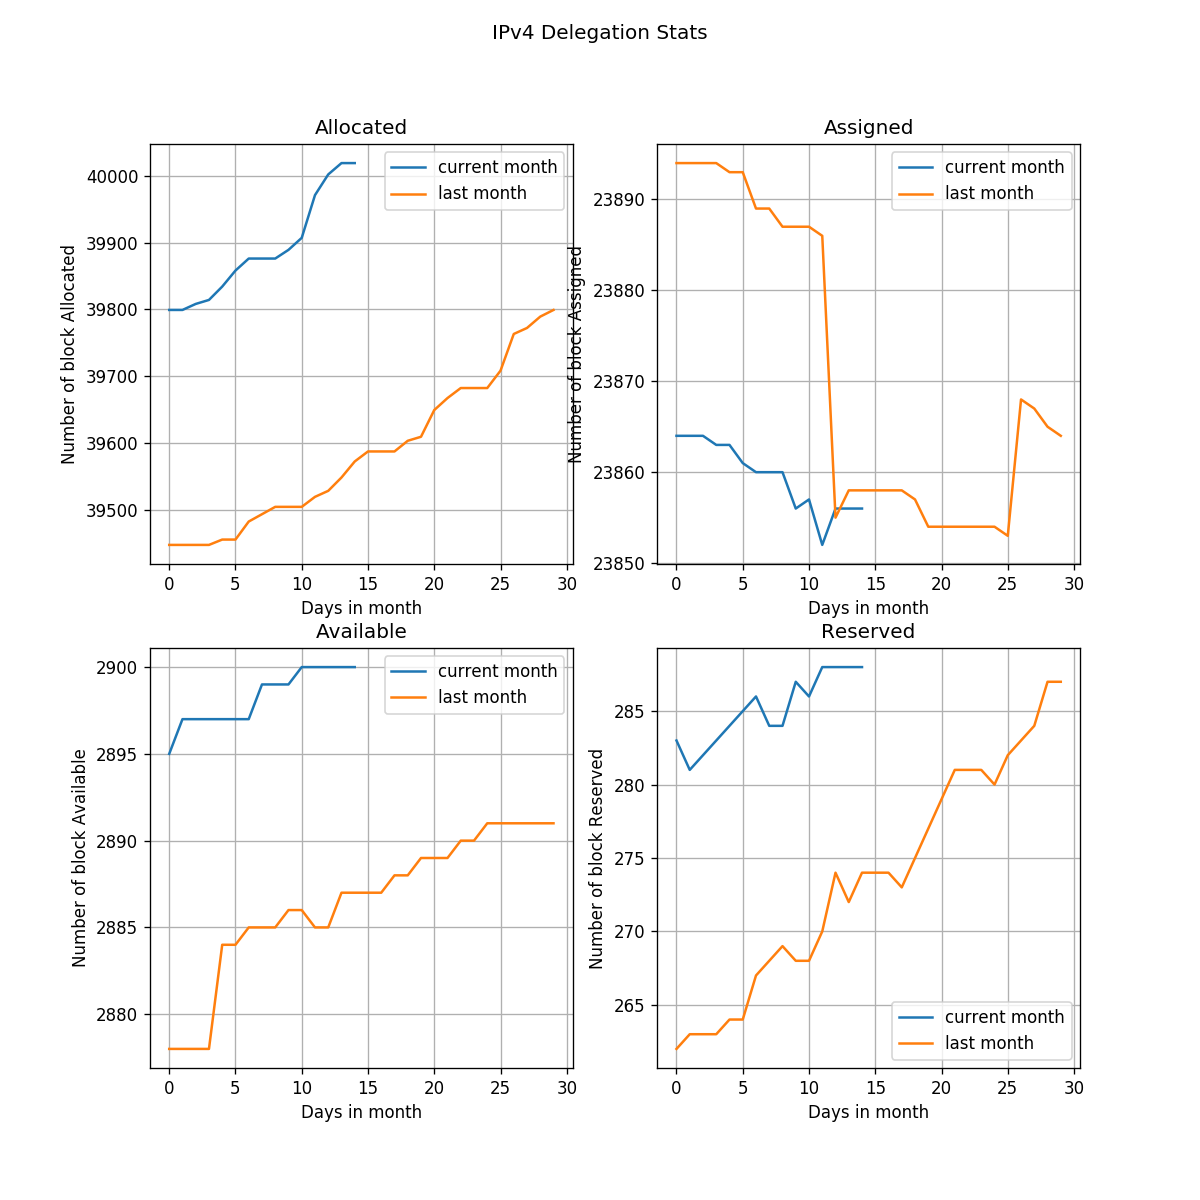 IPv4 Delegation Stats
Allocated
Number of block Allocated
40000
39900
39800
39700
39600
39500
current month
last month
0 5 10 15 20 25 30
Days in month
Assigned
Number of block Assigned
23890
23880
23870
23860
23850
current month
last month
0 5 10 15 20 25 30
Days in month
Available
Number of block Available
2900
2895
2890
2885
2880
current month
last month
0 5 10 15 20 25 30
Days in month
Reserved
Number of block Reserved
285
280
275
270
265
current month
last month
0 5 10 15 20 25 30
Days in month